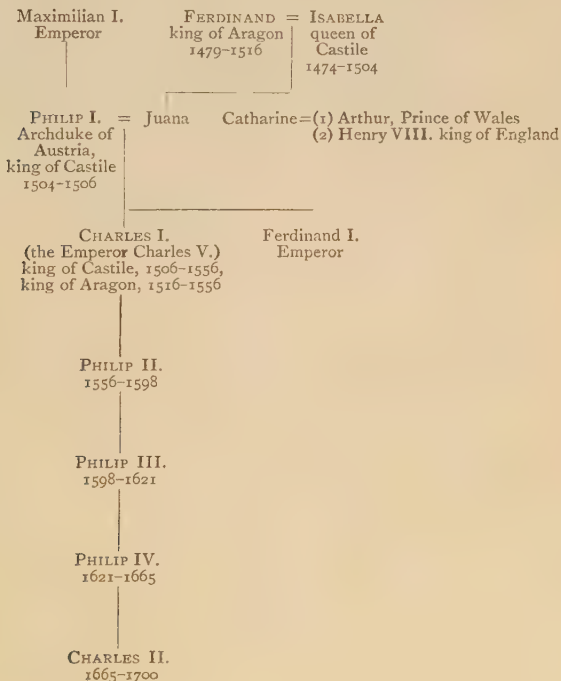 Maximilian I.
Emperor
FERDINAND = ISABELLA
king of Aragon
1479-1516
queen of
Castile
1474-1504
PHILIP I. = Juana
Archduke of
Austria,
king of Castile
1504-1506
Catharine=(1) Arthur, Prince of Wales
(2) Henry VIII. king of England
CHARLES I.
(the Emperor Charles V.)
king of Castile, 1506-1556,
king of Aragon, 1516-1556
Ferdinand I.
Emperor
PHILIP II.
1556-1598
PHILIP III.
1598-1621
PHILIP IV.
1621-1665
CHARLES II.
1665-1700